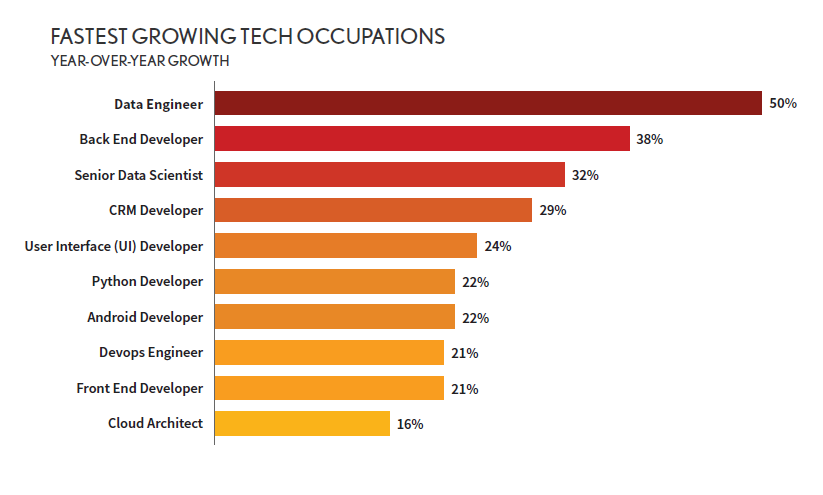 FASTEST GROWING TECH OCCUPATIONS
YEAR-OVER-YEAR GROWTH
Data Engineer 50%
Back End Developer 38%
Senior Data Scientist 32%
CRM Developer 29%
User Interface (UI) Developer 24%
Python Developer 22%
Android Developer 22%
Devops Engineer 21%
Front End Developer 21%
Cloud Architect 16%